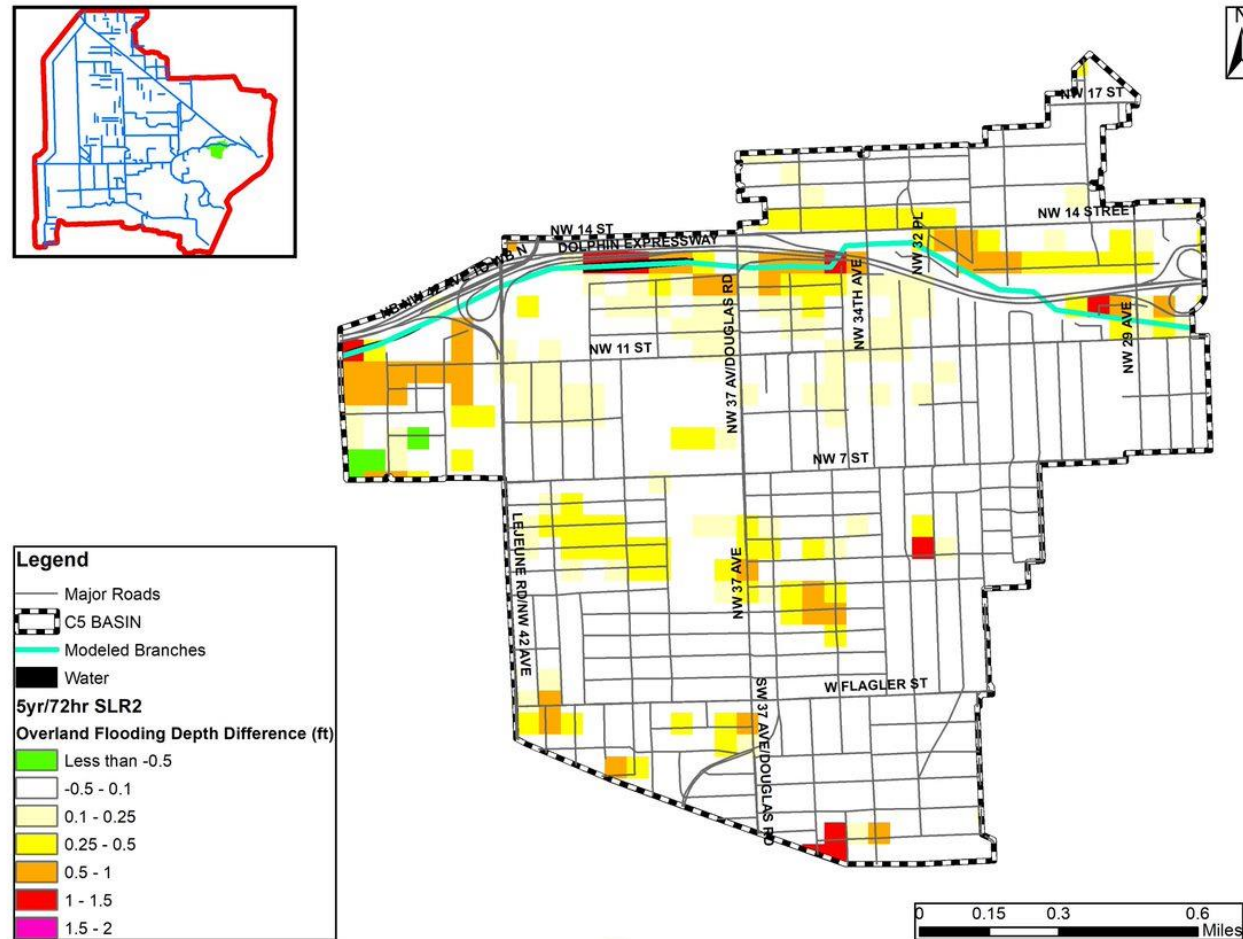 N
NW 17 ST
NW 14 STREET
NW 14 ST
DOLPHIN EXPRESSWAY
NW 32 PL
NW 34TH AVE
NW 37 AV/DOUGLAS RD
NW 29 AVE
NW 11 ST
NW 7 ST
LEJEUNE RD/NW 42 AVE
NW 37 AVE
W FLAGLER ST
SW 37 AVE/DOUGLAS RD
Legend
Major Roads
C5 BASIN
Modeled Branches
Water
5yr/72hr SLR2
Overland Flooding Depth Difference (ft)
Less than -0.5
-0.5 - 0.1
0.1 - 0.25
0.25 - 0.5
0.5 - 1
1 - 1.5
1.5 - 2
0 0.15 0.3 0.6
Miles